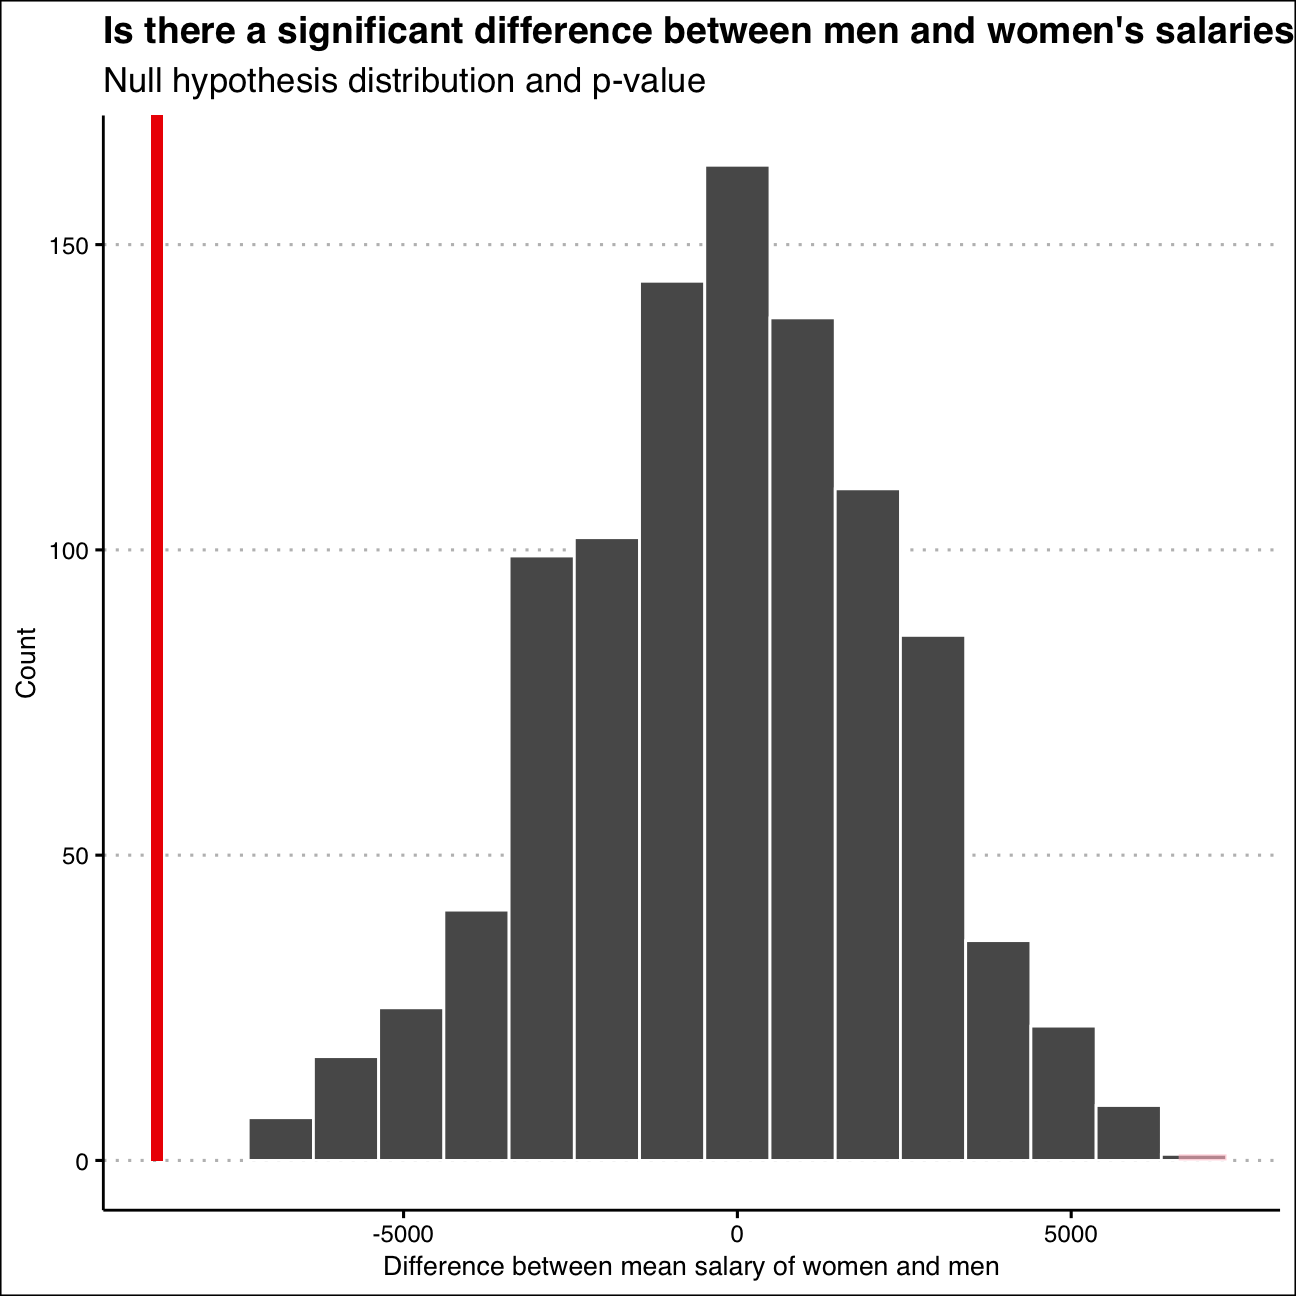 Is there a significant difference between men and women's salaries
Null hypothesis distribution and p-value
150
100
50
0
Count
-5000 0 5000
Difference between mean salary of women and men